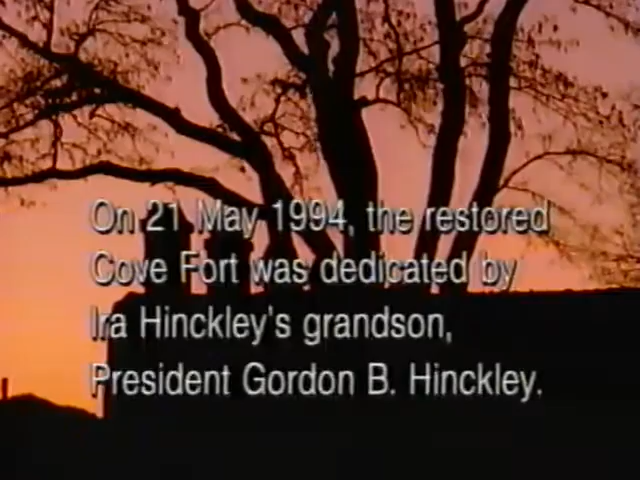 On 21 May 1994, the restored
Cove Fort was dedicated by
Ira Hinckley's grandson,
President Gordon B. Hinckley.